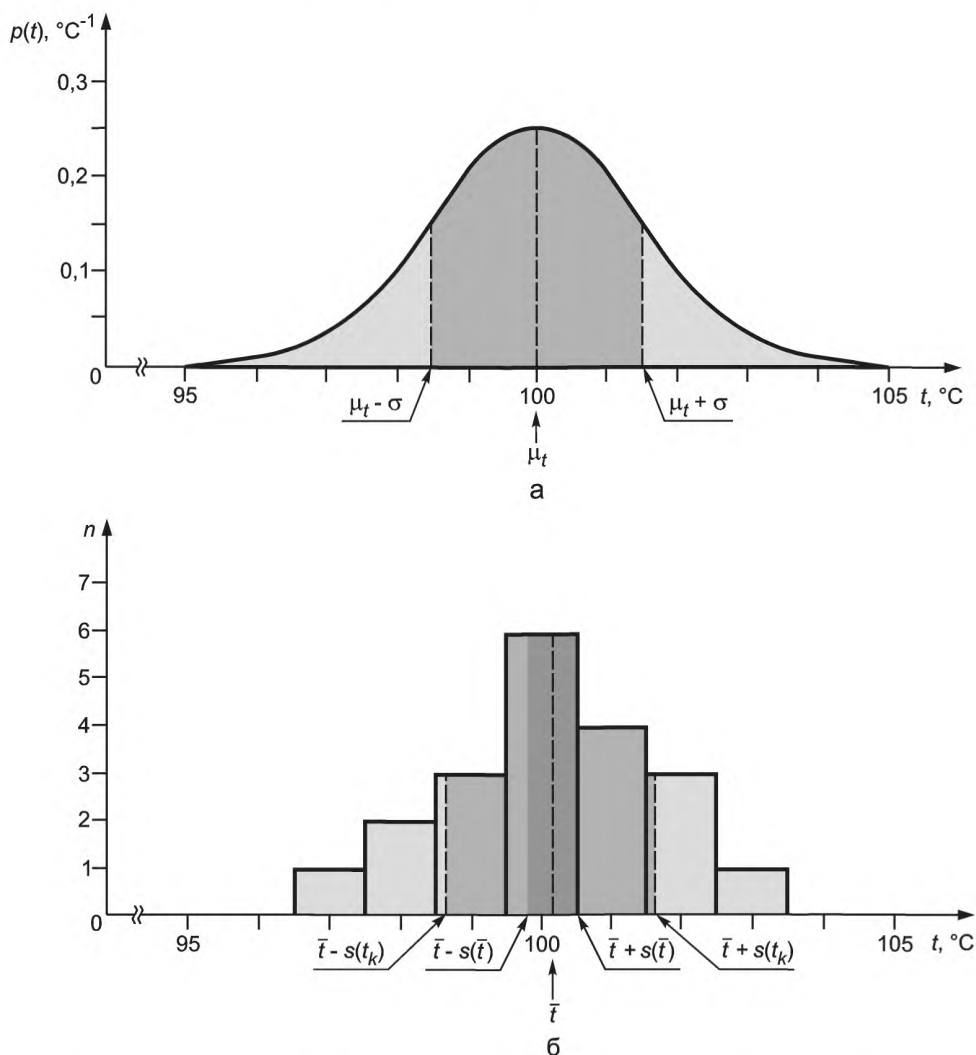 p(t), °C⁻¹
0,3
0,2
0,1
0
95
100
105
t, °C
μₜ - σ
μₜ + σ
μₜ
а
n
7
6
5
4
3
2
1
0
95
100
105
t, °C
t̅ - s(tₖ)
t̅ - s(t̅)
t̅ + s(t̅)
t̅ + s(tₖ)
t̅
б